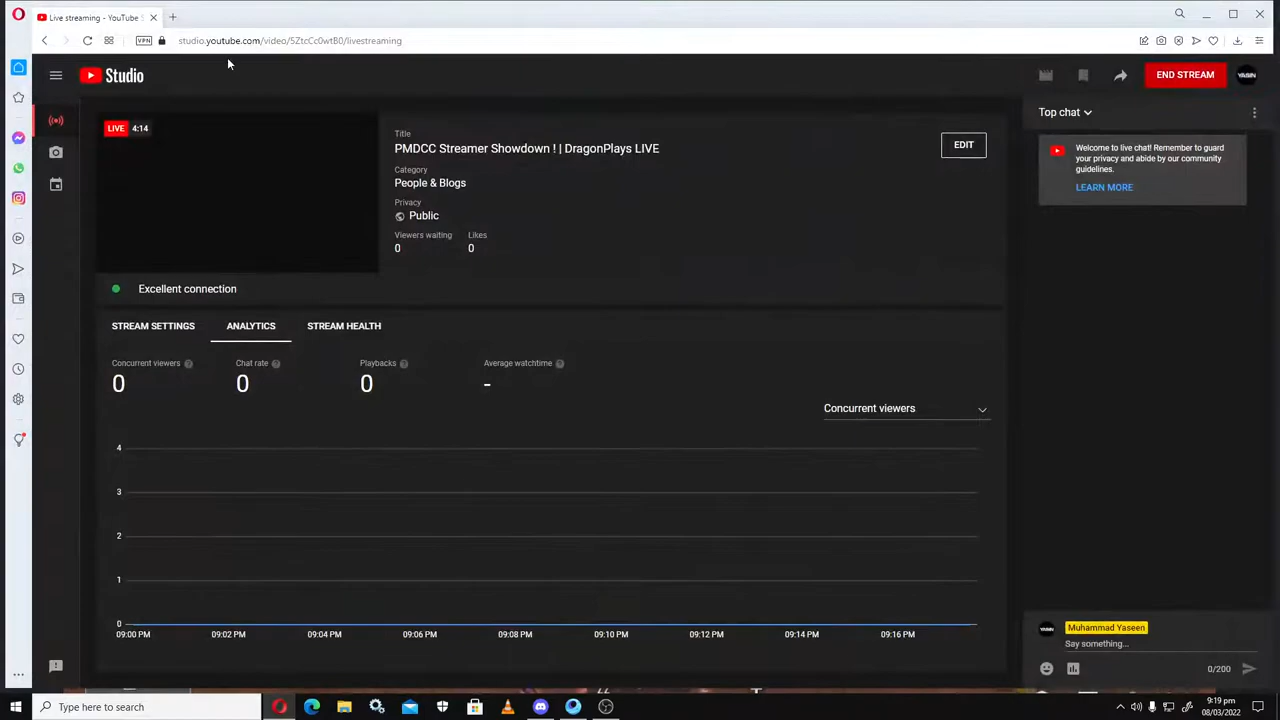 Live streaming - YouTube S
VPN
studio.youtube.com/video/5ZtcCc0wtB0/livestreaming
Studio
END STREAM
YASIN
LIVE 4:14
Title
PMDCC Streamer Showdown ! | DragonPlays LIVE
EDIT
Category
People & Blogs
Privacy
Public
Viewers waiting Likes
0 0
Excellent connection
STREAM SETTINGS ANALYTICS STREAM HEALTH
Concurrent viewers ? Chat rate ? Playbacks ? Average watchtime ?
0 0 0 -
Concurrent viewers
4
3
2
1
0
09:00 PM 09:02 PM 09:04 PM 09:06 PM 09:08 PM 09:10 PM 09:12 PM 09:14 PM 09:16 PM
Top chat
Welcome to live chat! Remember to guard
your privacy and abide by our community
guidelines.
LEARN MORE
Muhammad Yaseen
Say something...
0/200
Type here to search
9:19 pm
08/03/2022